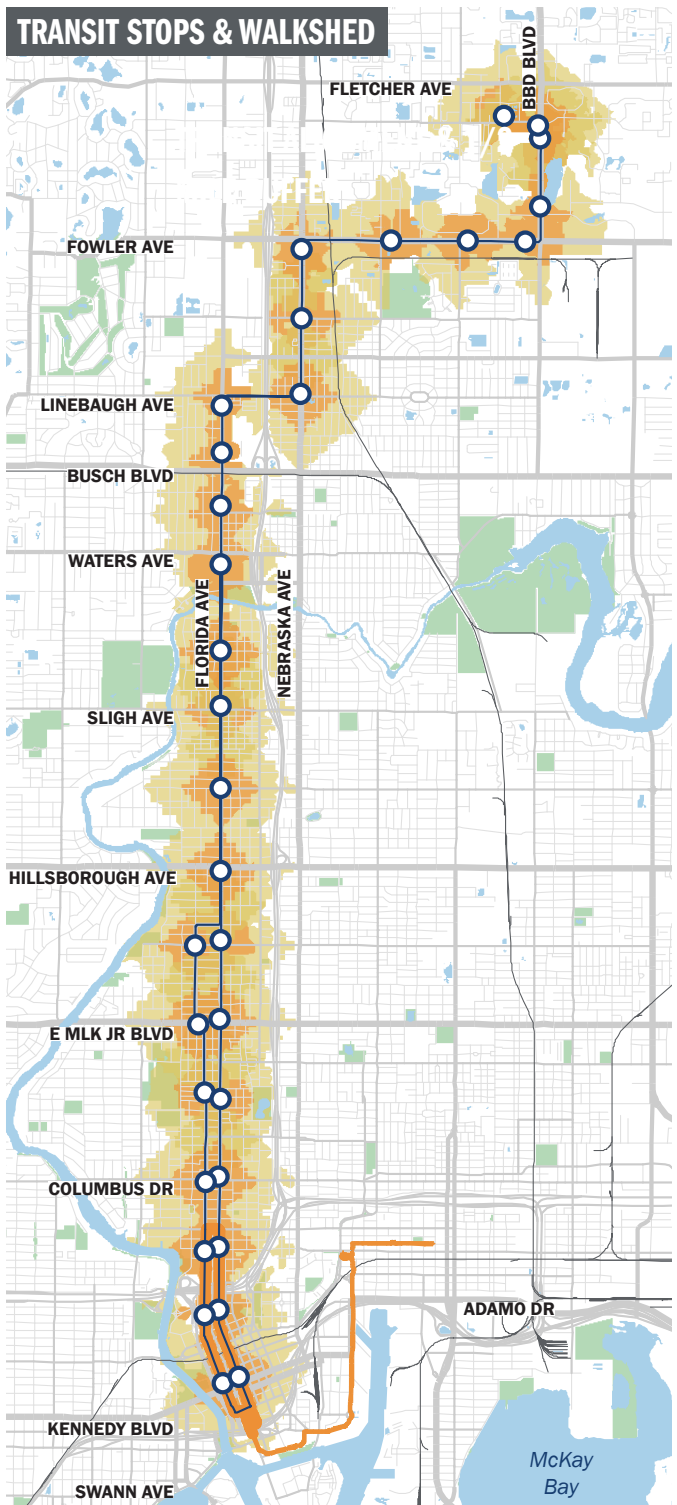 TRANSIT STOPS & WALKSHED
BBD BLVD
FLETCHER AVE
FOWLER AVE
LINEBAUGH AVE
BUSCH BLVD
WATERS AVE
FLORIDA AVE
NEBRASKA AVE
SLIGH AVE
HILLSBOROUGH AVE
E MLK JR BLVD
COLUMBUS DR
ADAMO DR
KENNEDY BLVD
McKay
Bay
SWANN AVE